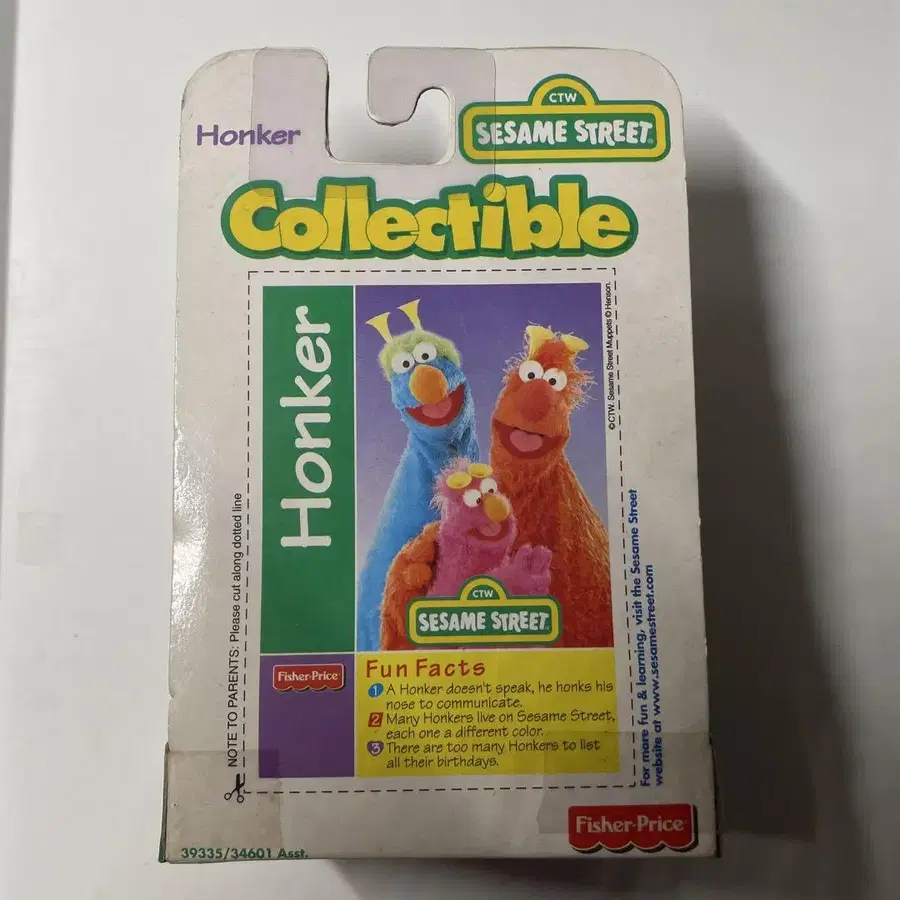 Honker
CTW
SESAME STREET
Collectible
Honker
©CTW. Sesame Street Muppets © Henson.
CTW
SESAME STREET
Fisher-Price
Fun Facts
1 A Honker doesn't speak, he honks his
nose to communicate.
2 Many Honkers live on Sesame Street,
each one a different color.
3 There are too many Honkers to list
all their birthdays.
NOTE TO PARENTS: Please cut along dotted line
For more fun & learning, visit the Sesame Street
website at www.sesamestreet.com
Fisher-Price
39335/34601 Asst.